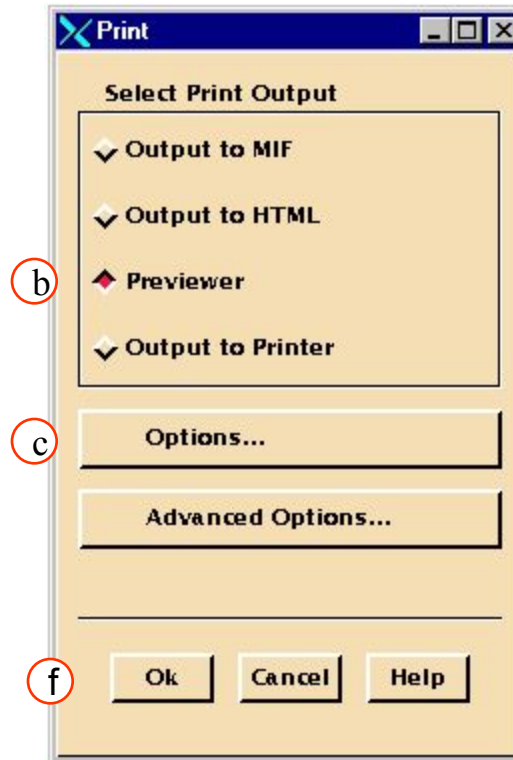 Print
Select Print Output
Output to MIF
Output to HTML
b Previewer
Output to Printer
c Options...
Advanced Options...
f Ok Cancel Help